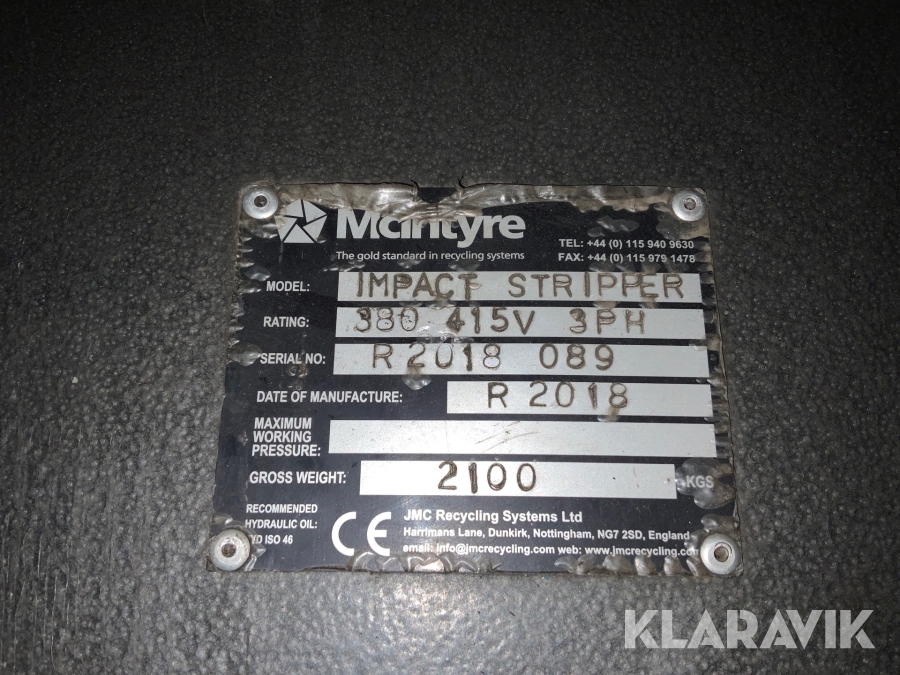 McIntyre
The gold standard in recycling systems
TEL: +44 (0) 115 940 9630
FAX: +44 (0) 115 979 1478
MODEL: IMPACT STRIPPER
RATING: 380 415V 3PH
SERIAL NO: R2018 089
DATE OF MANUFACTURE: R 2018
MAXIMUM
WORKING
PRESSURE:
GROSS WEIGHT: 2100 KGS
RECOMMENDED
HYDRAULIC OIL:
ISO 46
CE
JMC Recycling Systems Ltd
Harrimans Lane, Dunkirk, Nottingham, NG7 2SD, England
email: info@jmcrecycling.com web: www.jmcrecycling.com
KLARAVIK